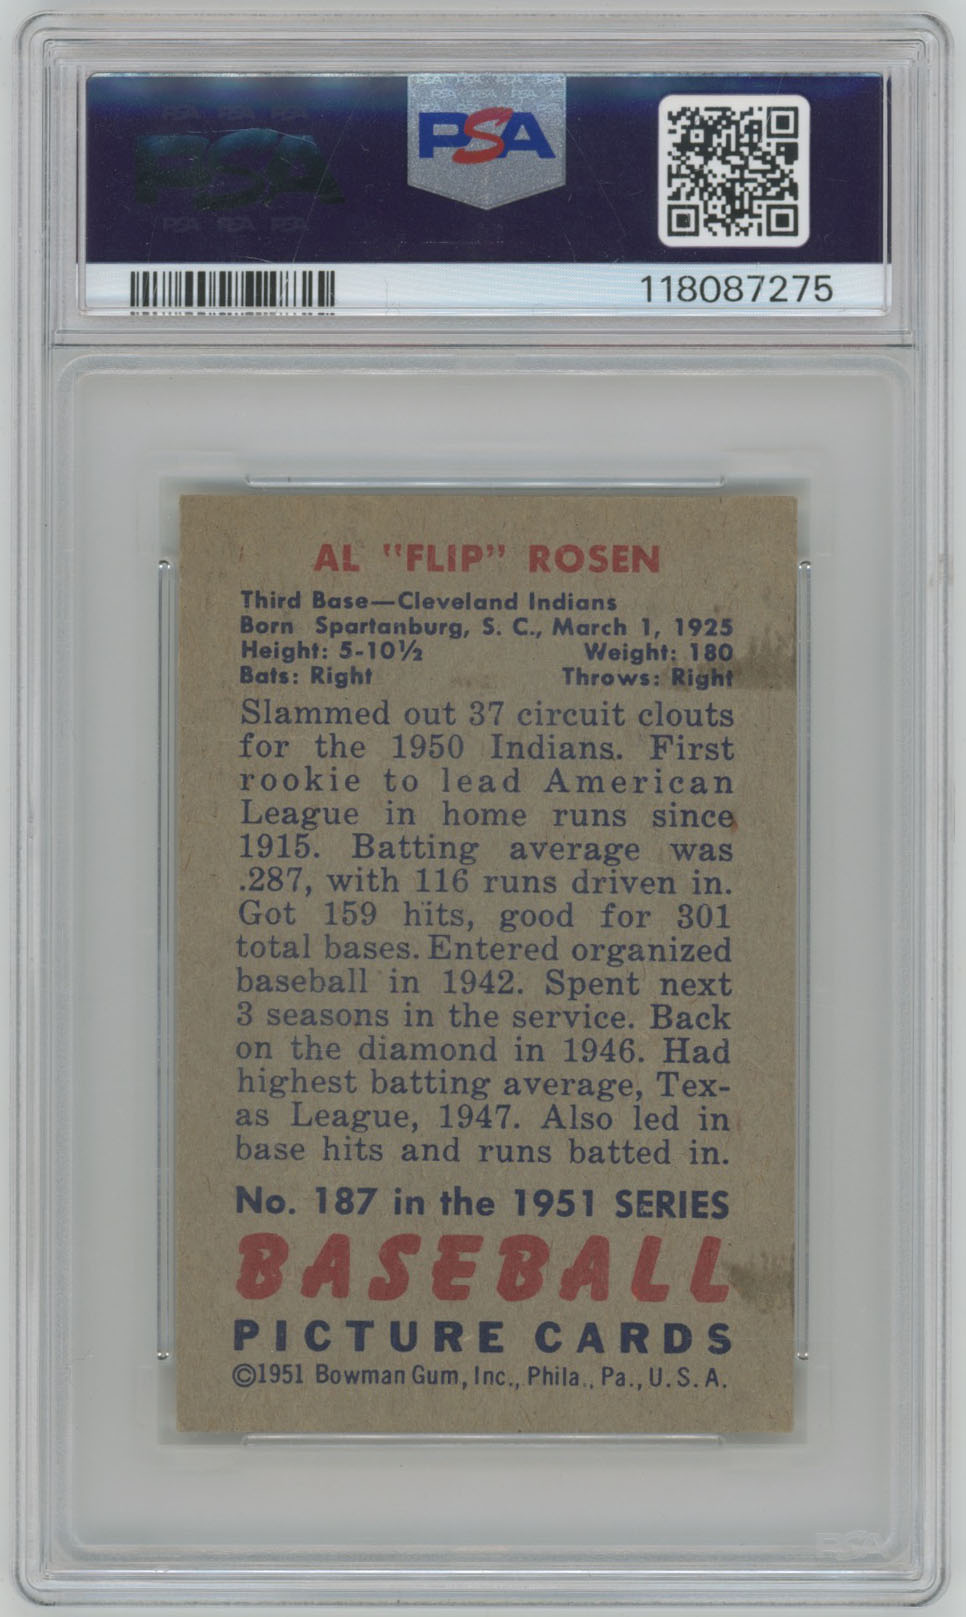 PSA
118087275
AL "FLIP" ROSEN
Third Base—Cleveland Indians
Born Spartanburg, S. C., March 1, 1925
Height: 5-10½ Weight: 180
Bats: Right Throws: Right
Slammed out 37 circuit clouts
for the 1950 Indians. First
rookie to lead American
League in home runs since
1915. Batting average was
.287, with 116 runs driven in.
Got 159 hits, good for 301
total bases. Entered organized
baseball in 1942. Spent next
3 seasons in the service. Back
on the diamond in 1946. Had
highest batting average, Tex-
as League, 1947. Also led in
base hits and runs batted in.
No. 187 in the 1951 SERIES
BASEBALL
PICTURE CARDS
©1951 Bowman Gum, Inc., Phila., Pa., U. S. A.
PSA